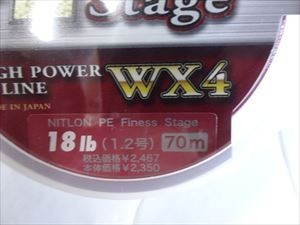 Stage
GH POWER
LINE
WX4
DE IN JAPAN
NITLON PE Finess Stage
18lb (1.2号) 70m
税込価格¥2,467
本体価格¥2,350